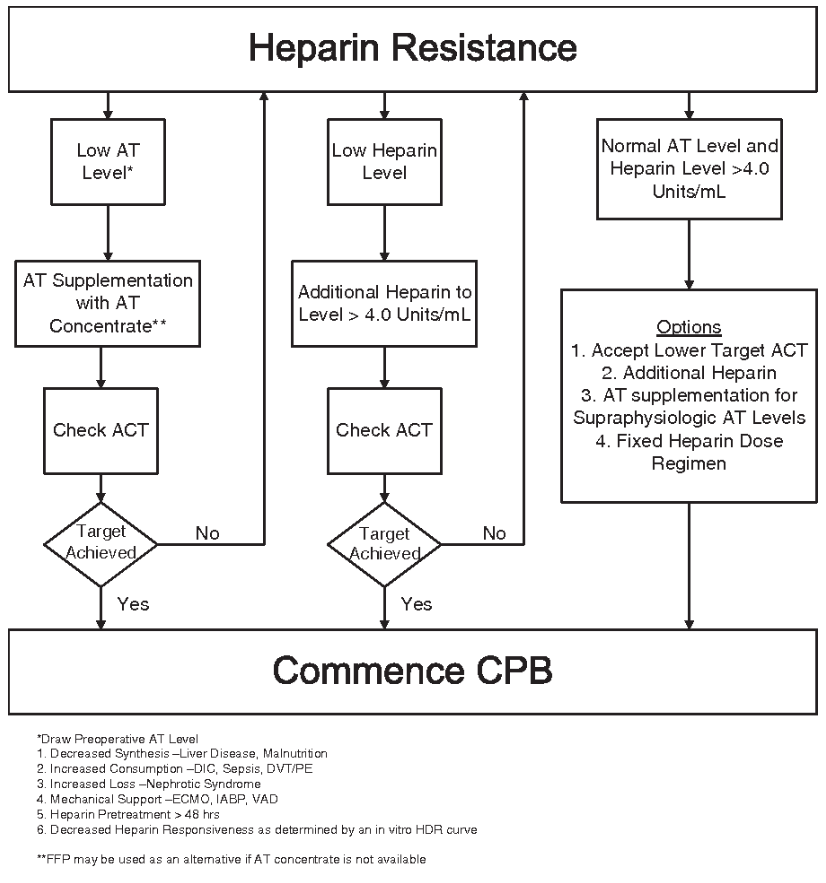 Heparin Resistance
Low AT
Level*
AT Supplementation
with AT
Concentrate**
Check ACT
Target
Achieved
No
Yes
Low Heparin
Level
Additional Heparin to
Level > 4.0 Units/mL
Check ACT
Target
Achieved
No
Yes
Normal AT Level and
Heparin Level >4.0
Units/mL
Options
1. Accept Lower Target ACT
2. Additional Heparin
3. AT supplementation for
Supraphysiologic AT Levels
4. Fixed Heparin Dose
Regimen
Commence CPB
*Draw Preoperative AT Level
1. Decreased Synthesis –Liver Disease, Malnutrition
2. Increased Consumption –DIC, Sepsis, DVT/PE
3. Increased Loss –Nephrotic Syndrome
4. Mechanical Support –ECMO, IABP, VAD
5. Heparin Pretreatment > 48 hrs
6. Decreased Heparin Responsiveness as determined by an in vitro HDR curve
**FFP may be used as an alternative if AT concentrate is not available